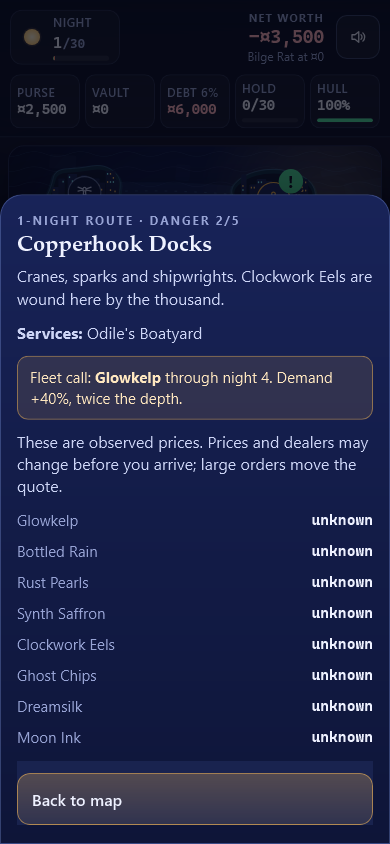 NIGHT
1/30
NET WORTH
−¤3,500
Bilge Rat at ¤0
PURSE
¤2,500
VAULT
¤0
DEBT 6%
¤6,000
HOLD
0/30
HULL
100%
!
1-NIGHT ROUTE · DANGER 2/5
Copperhook Docks
Cranes, sparks and shipwrights. Clockwork Eels are
wound here by the thousand.
Services: Odile's Boatyard
Fleet call: Glowkelp through night 4. Demand
+40%, twice the depth.
These are observed prices. Prices and dealers may
change before you arrive; large orders move the
quote.
Glowkelp unknown
Bottled Rain unknown
Rust Pearls unknown
Synth Saffron unknown
Clockwork Eels unknown
Ghost Chips unknown
Dreamsilk unknown
Moon Ink unknown
Back to map